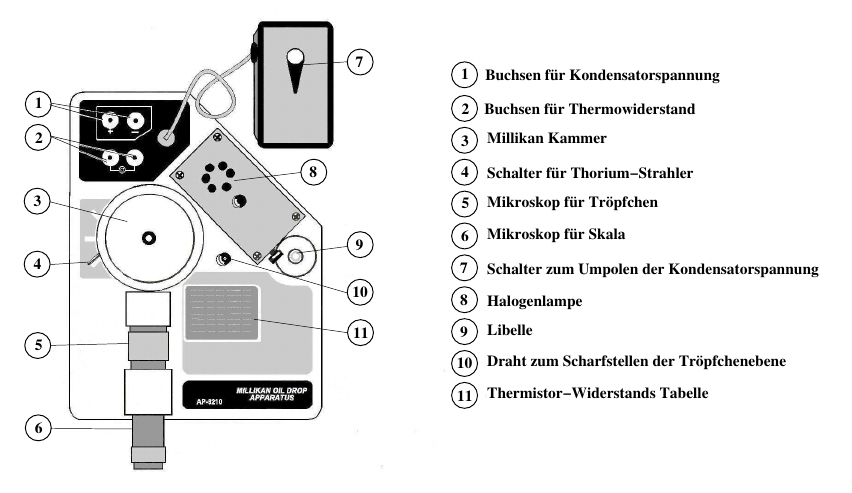 1
2
3
4
5
6
7
8
9
10
11
+
−
MILLIKAN OIL DROP
APPARATUS
AP-8210
1 Buchsen für Kondensatorspannung
2 Buchsen für Thermowiderstand
3 Millikan Kammer
4 Schalter für Thorium−Strahler
5 Mikroskop für Tröpfchen
6 Mikroskop für Skala
7 Schalter zum Umpolen der Kondensatorspannung
8 Halogenlampe
9 Libelle
10 Draht zum Scharfstellen der Tröpfchenebene
11 Thermistor−Widerstands Tabelle